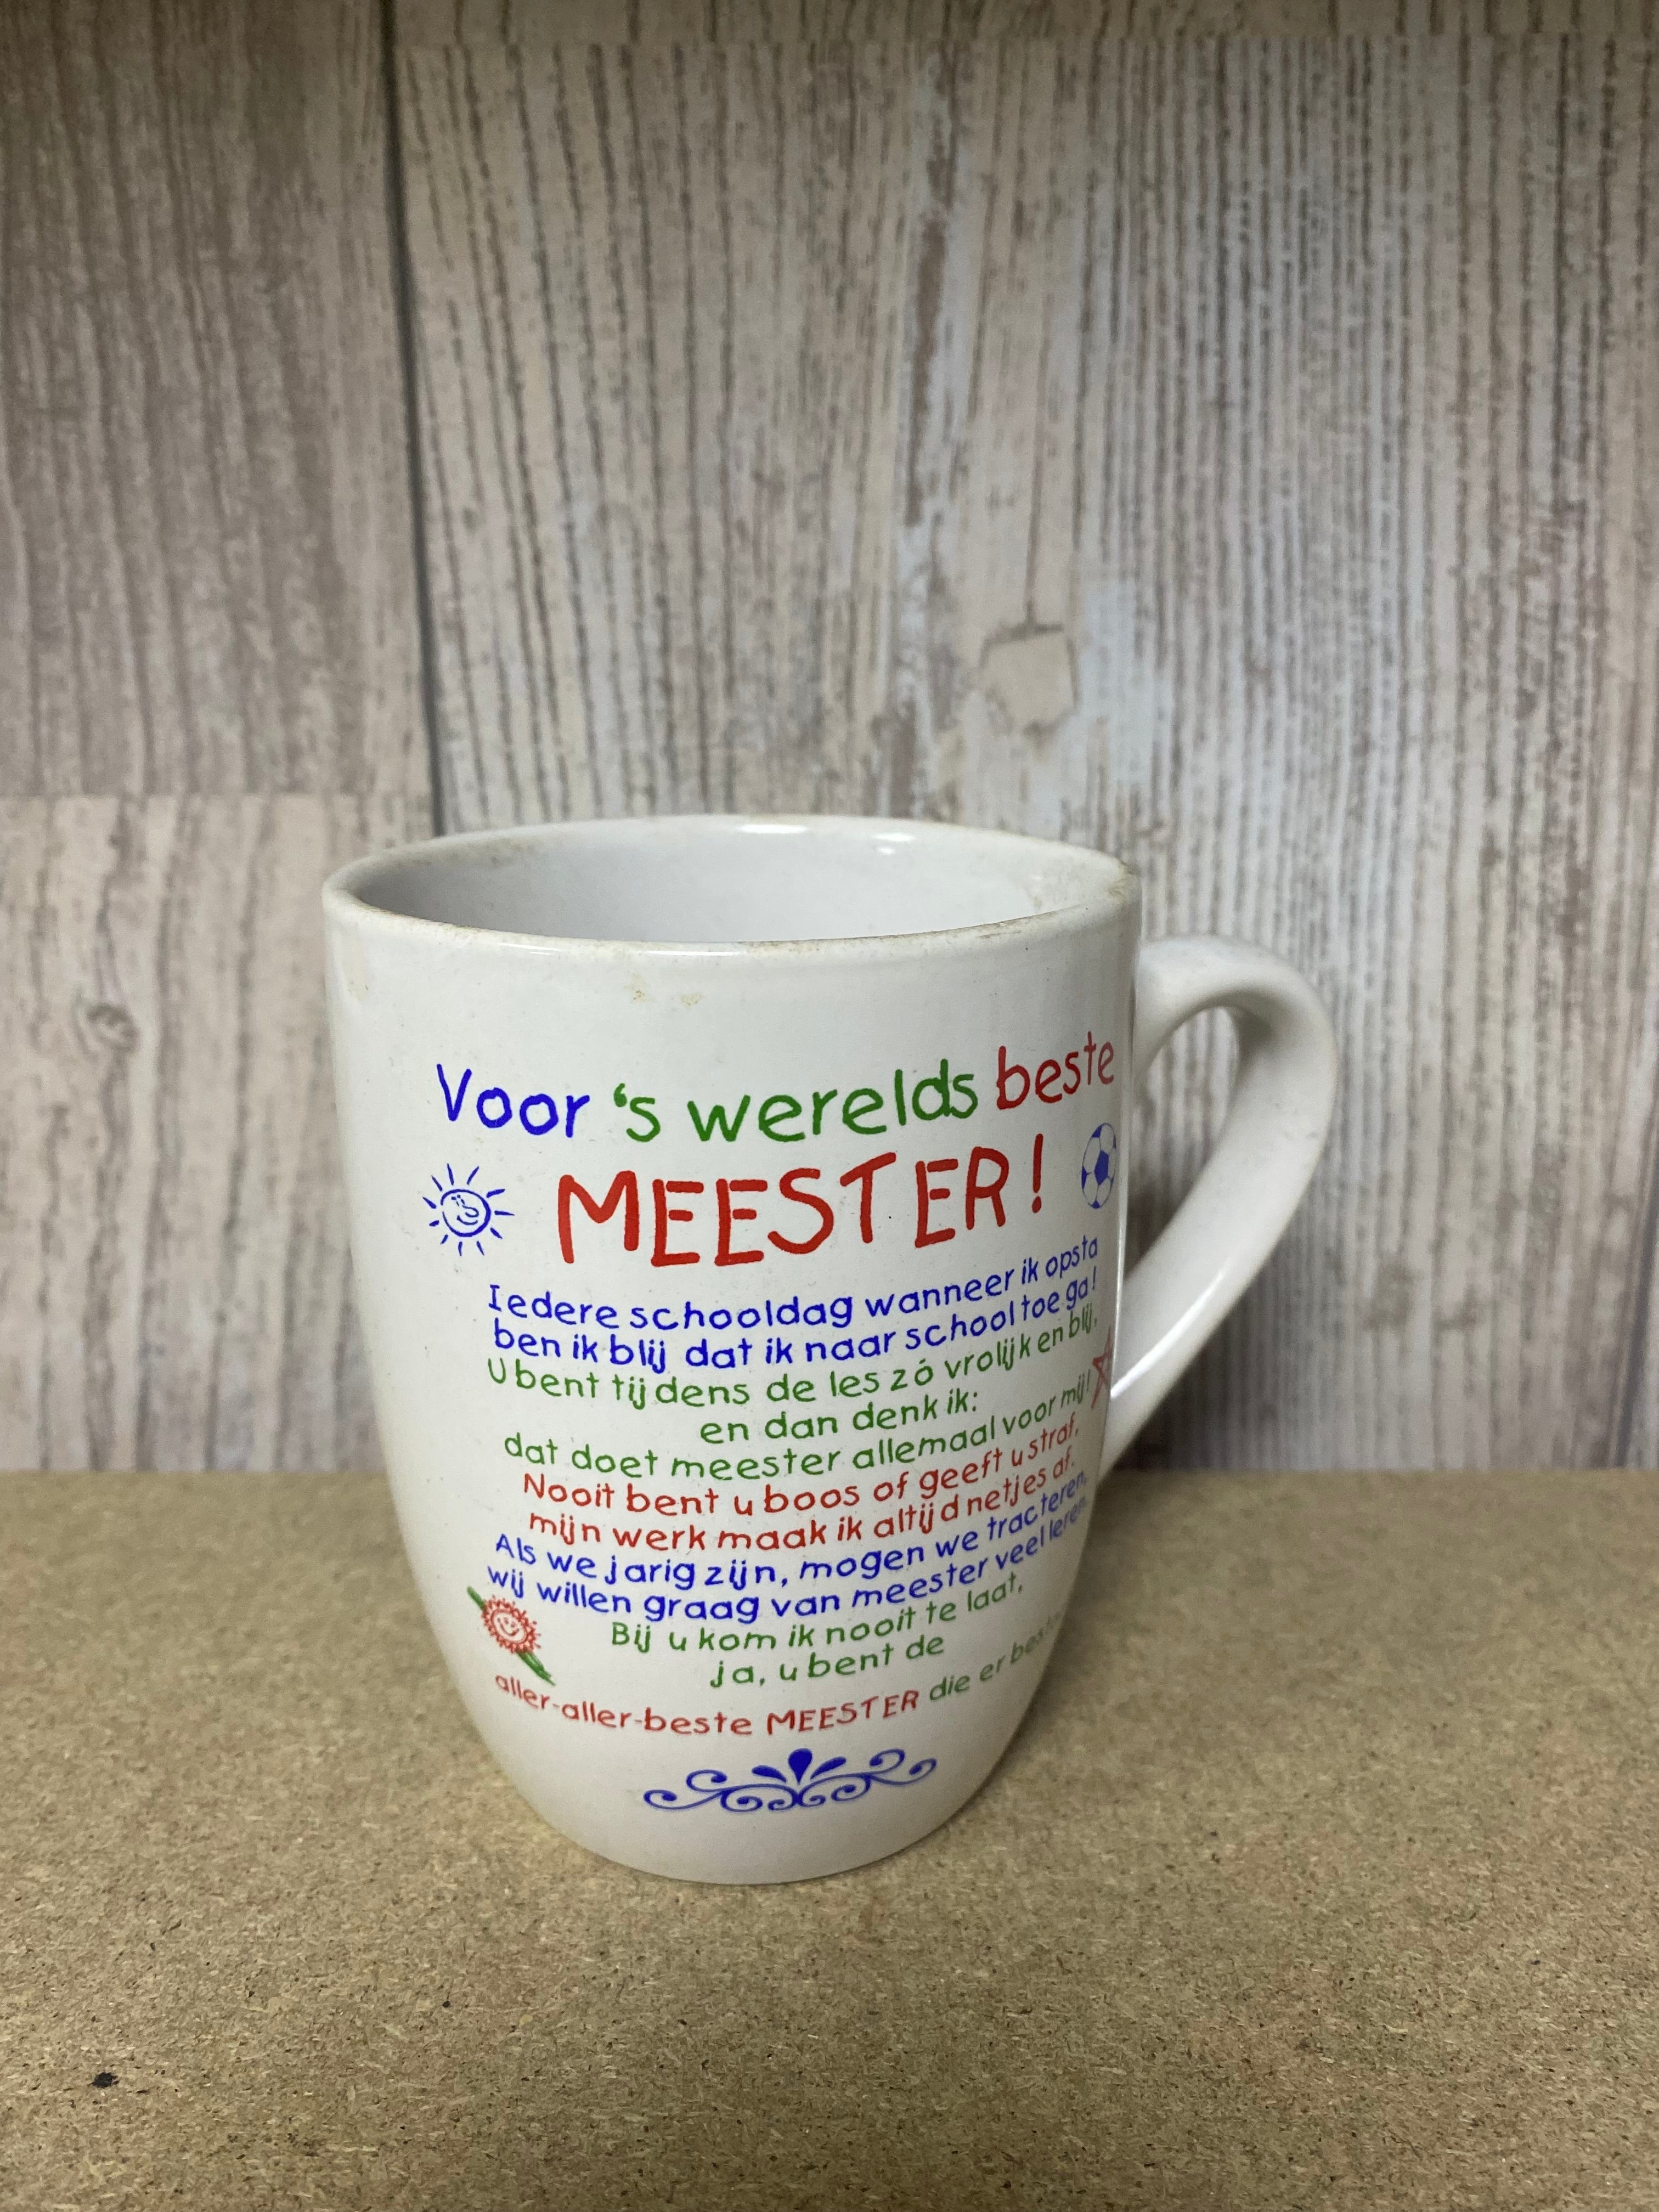 Voor 's werelds beste
MEESTER!
Iedere schooldag wanneer ik opsta
ben ik blij dat ik naar school toe ga!
U bent tijdens de les zó vrolijk en blij,
en dan denk ik:
dat doet meester allemaal voor mij!
Nooit bent u boos of geeft u straf,
mijn werk maak ik altijd netjes af.
Als we jarig zijn, mogen we tracteren,
wij willen graag van meester veel leren.
Bij u kom ik nooit te laat,
ja, u bent de
aller-aller-beste MEESTER die er